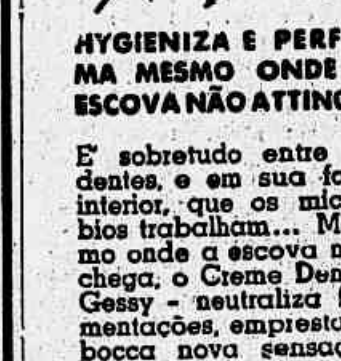 HYGIENIZA E PERF
MA MESMO ONDE
ESCOVA NÃO ATTING
E' sobretudo entre
dentes, e em sua fa
interior, que os mic
bios trabalham... M
mo onde a escova n
chega, o Creme Den
Gessy - neutraliza f
mentações, empresta
bocca nova sensaç